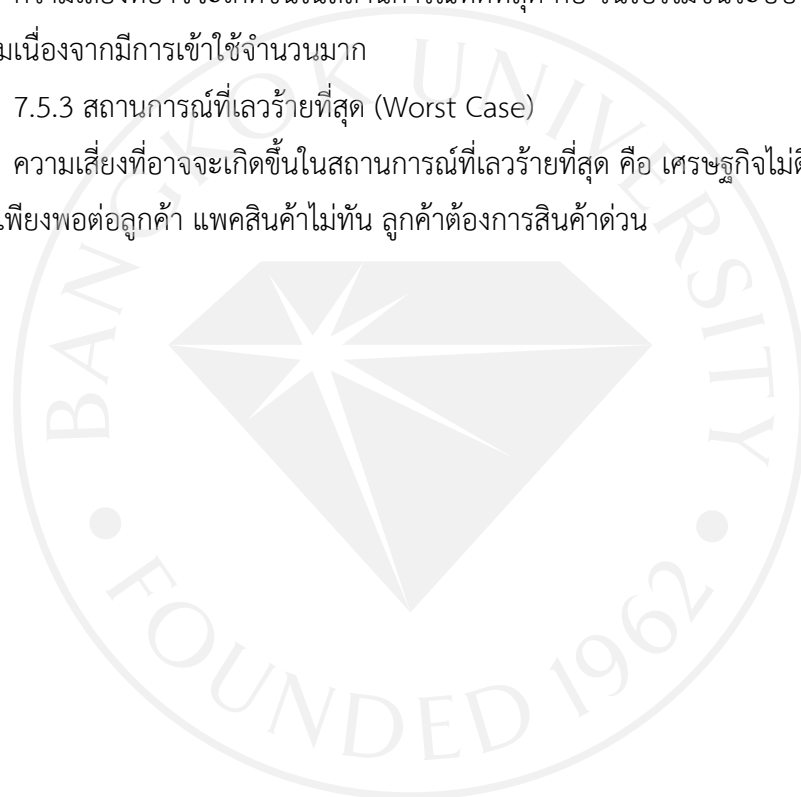 มเนื่องจากมีการเข้าใช้จำนวนมาก
7.5.3 สถานการณ์ที่เลวร้ายที่สุด (Worst Case)
ความเสี่ยงที่อาจจะเกิดขึ้นในสถานการณ์ที่เลวร้ายที่สุด คือ เศรษฐกิจไม่ดี
เพียงพอต่อลูกค้า แพคสินค้าไม่ทัน ลูกค้าต้องการสินค้าด่วน
BANGKOK UNIVERSITY
FOUNDED 1962